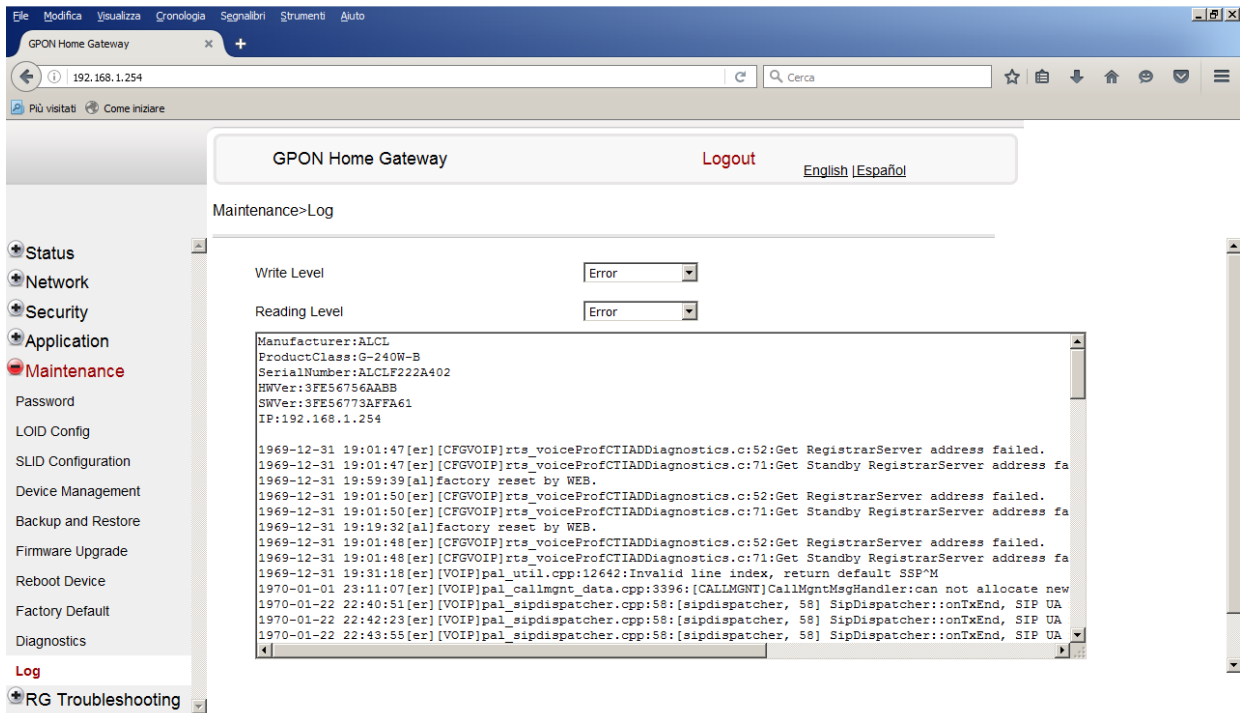 File Modifica Visualizza Cronologia Segnalibri Strumenti Aiuto
GPON Home Gateway
192.168.1.254
Cerca
Più visitati Come iniziare
GPON Home Gateway Logout English | Español
Maintenance>Log
Status
Network
Security
Application
Maintenance
Password
LOID Config
SLID Configuration
Device Management
Backup and Restore
Firmware Upgrade
Reboot Device
Factory Default
Diagnostics
Log
RG Troubleshooting
Write Level Error
Reading Level Error
Manufacturer:ALCL
ProductClass:G-240W-B
SerialNumber:ALCLF222A402
HWVer:3FE56756AABB
SWVer:3FE56773AFFA61
IP:192.168.1.254
1969-12-31 19:01:47[er][CFGVOIP]rts_voiceProfCTIADDiagnostics.c:52:Get RegistrarServer address failed.
1969-12-31 19:01:47[er][CFGVOIP]rts_voiceProfCTIADDiagnostics.c:71:Get Standby RegistrarServer address fa
1969-12-31 19:59:39[al]factory reset by WEB.
1969-12-31 19:01:50[er][CFGVOIP]rts_voiceProfCTIADDiagnostics.c:52:Get RegistrarServer address failed.
1969-12-31 19:01:50[er][CFGVOIP]rts_voiceProfCTIADDiagnostics.c:71:Get Standby RegistrarServer address fa
1969-12-31 19:19:32[al]factory reset by WEB.
1969-12-31 19:01:48[er][CFGVOIP]rts_voiceProfCTIADDiagnostics.c:52:Get RegistrarServer address failed.
1969-12-31 19:01:48[er][CFGVOIP]rts_voiceProfCTIADDiagnostics.c:71:Get Standby RegistrarServer address fa
1969-12-31 19:31:18[er][VOIP]pal_util.cpp:12642:Invalid line index, return default SSP^M
1970-01-01 23:11:07[er][VOIP]pal_callmgnt_data.cpp:3396:[CALLMGNT]CallMgntMsgHandler:can not allocate new
1970-01-22 22:40:51[er][VOIP]pal_sipdispatcher.cpp:58:[sipdispatcher, 58] SipDispatcher::onTxEnd, SIP UA
1970-01-22 22:42:23[er][VOIP]pal_sipdispatcher.cpp:58:[sipdispatcher, 58] SipDispatcher::onTxEnd, SIP UA
1970-01-22 22:43:55[er][VOIP]pal_sipdispatcher.cpp:58:[sipdispatcher, 58] SipDispatcher::onTxEnd, SIP UA